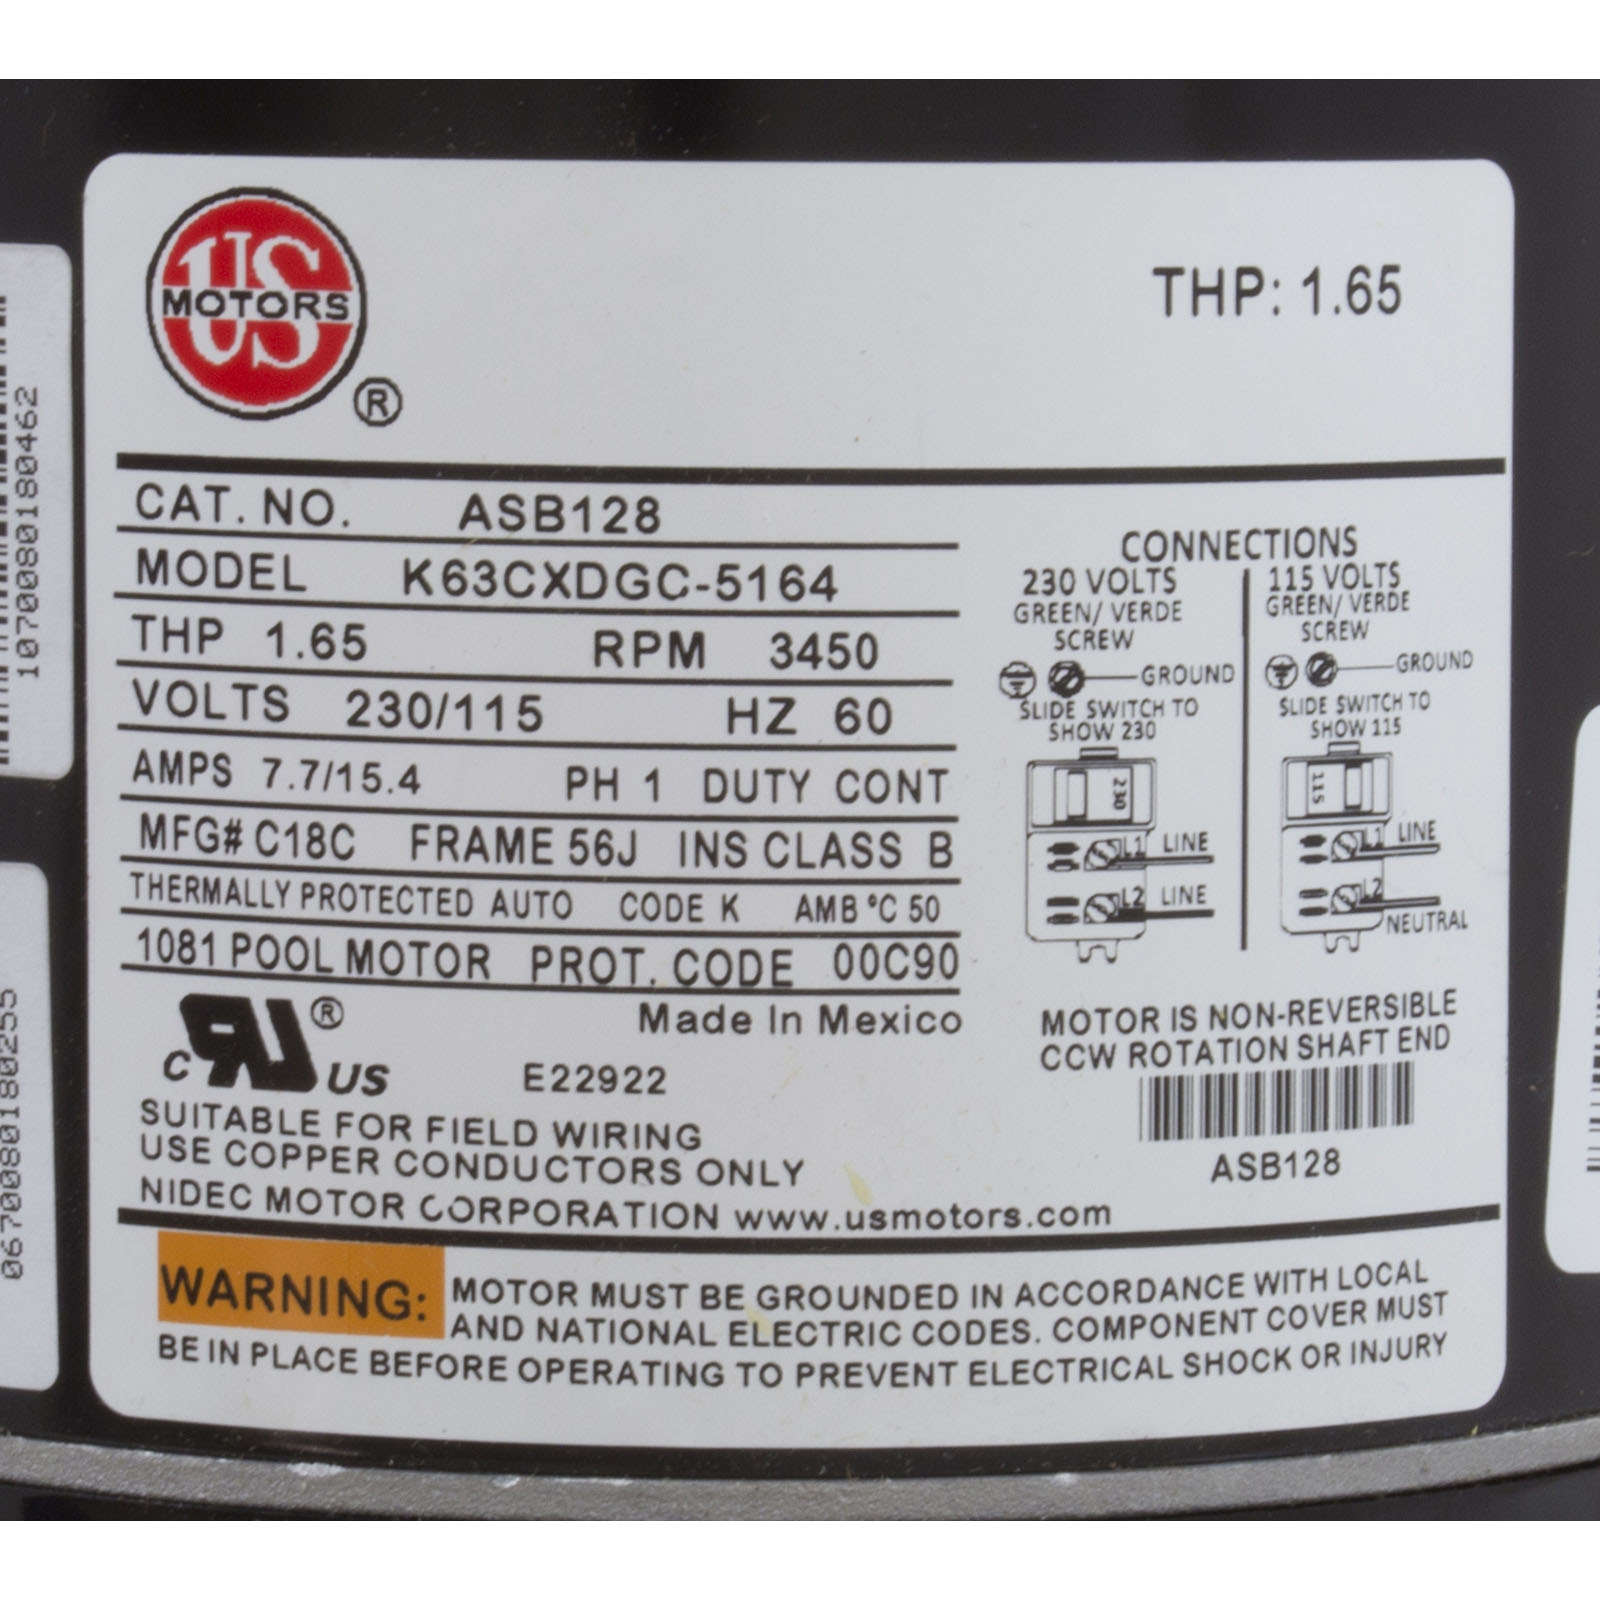 US
MOTORS
®
THP: 1.65
CAT. NO. ASB128
MODEL K63CXDGC-5164
THP 1.65 RPM 3450
VOLTS 230/115 HZ 60
AMPS 7.7/15.4 PH 1 DUTY CONT
MFG# C18C FRAME 56J INS CLASS B
THERMALLY PROTECTED AUTO CODE K AMB °C 50
1081 POOL MOTOR PROT. CODE 00C90
Made In Mexico
C UR ® US E22922
SUITABLE FOR FIELD WIRING
USE COPPER CONDUCTORS ONLY
NIDEC MOTOR CORPORATION www.usmotors.com
CONNECTIONS
230 VOLTS
GREEN/ VERDE
SCREW
GROUND
SLIDE SWITCH TO
SHOW 230
230
L1 LINE
L2 LINE
115 VOLTS
GREEN/ VERDE
SCREW
GROUND
SLIDE SWITCH TO
SHOW 115
115
L1 LINE
L2
NEUTRAL
MOTOR IS NON-REVERSIBLE
CCW ROTATION SHAFT END
ASB128
WARNING: MOTOR MUST BE GROUNDED IN ACCORDANCE WITH LOCAL
AND NATIONAL ELECTRIC CODES. COMPONENT COVER MUST
BE IN PLACE BEFORE OPERATING TO PREVENT ELECTRICAL SHOCK OR INJURY
1070080180462
0670080180255